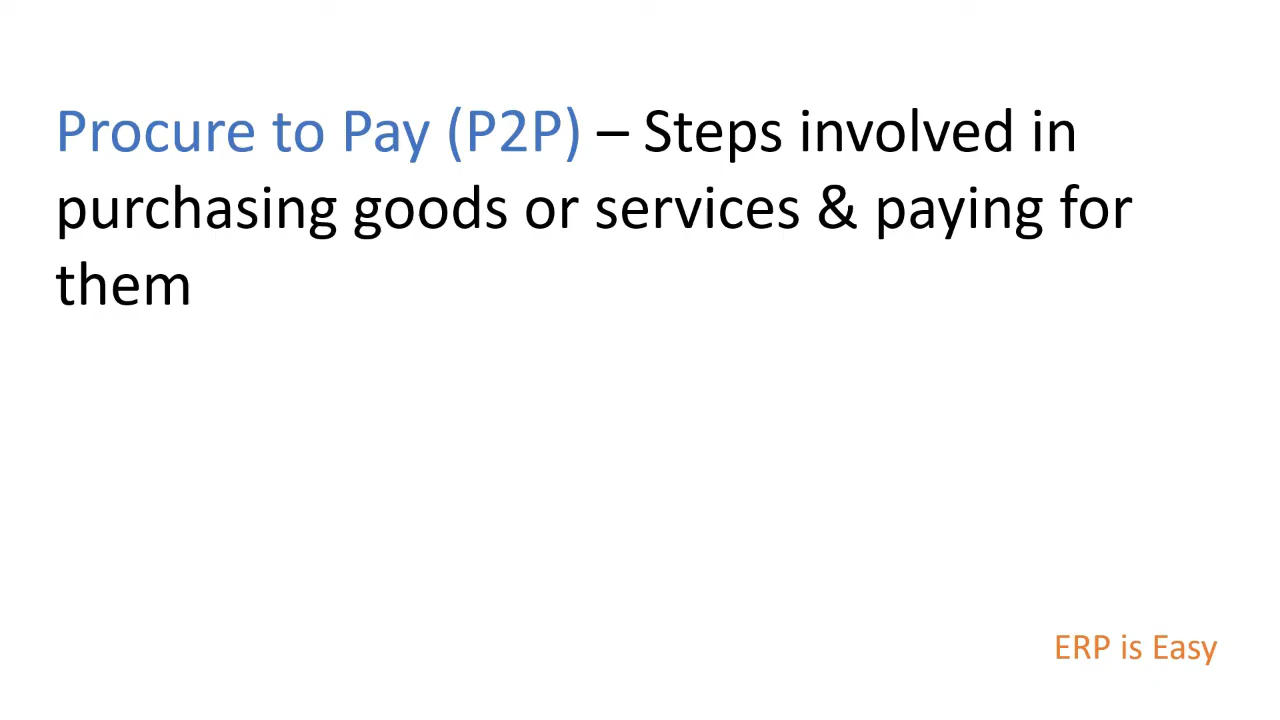 Procure to Pay (P2P) – Steps involved in
purchasing goods or services & paying for
them
ERP is Easy